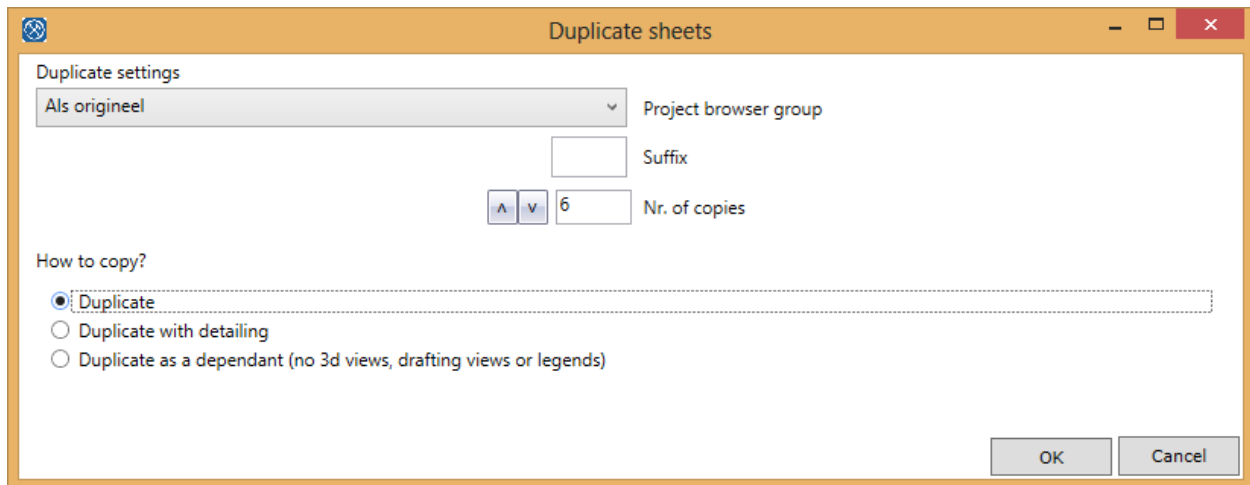 Duplicate sheets
Duplicate settings
Als origineel
Project browser group
Suffix
6
Nr. of copies
How to copy?
Duplicate
Duplicate with detailing
Duplicate as a dependant (no 3d views, drafting views or legends)
OK
Cancel